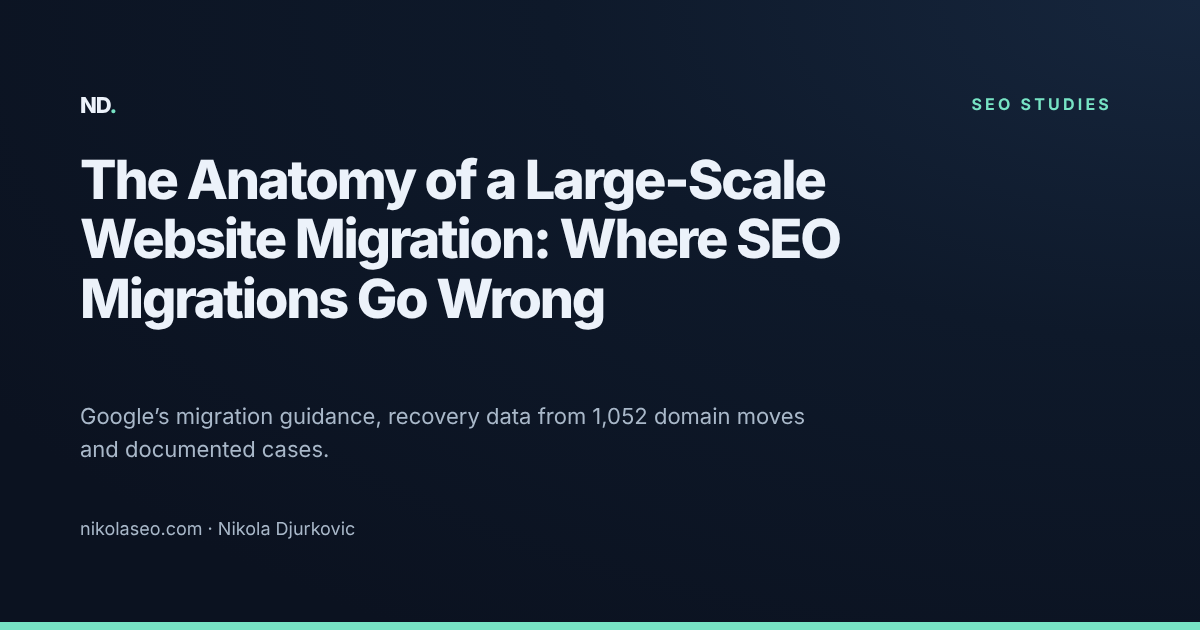 ND.
SEO STUDIES
The Anatomy of a Large-Scale
Website Migration: Where SEO
Migrations Go Wrong
Google’s migration guidance, recovery data from 1,052 domain moves
and documented cases.
nikolaseo.com · Nikola Djurkovic